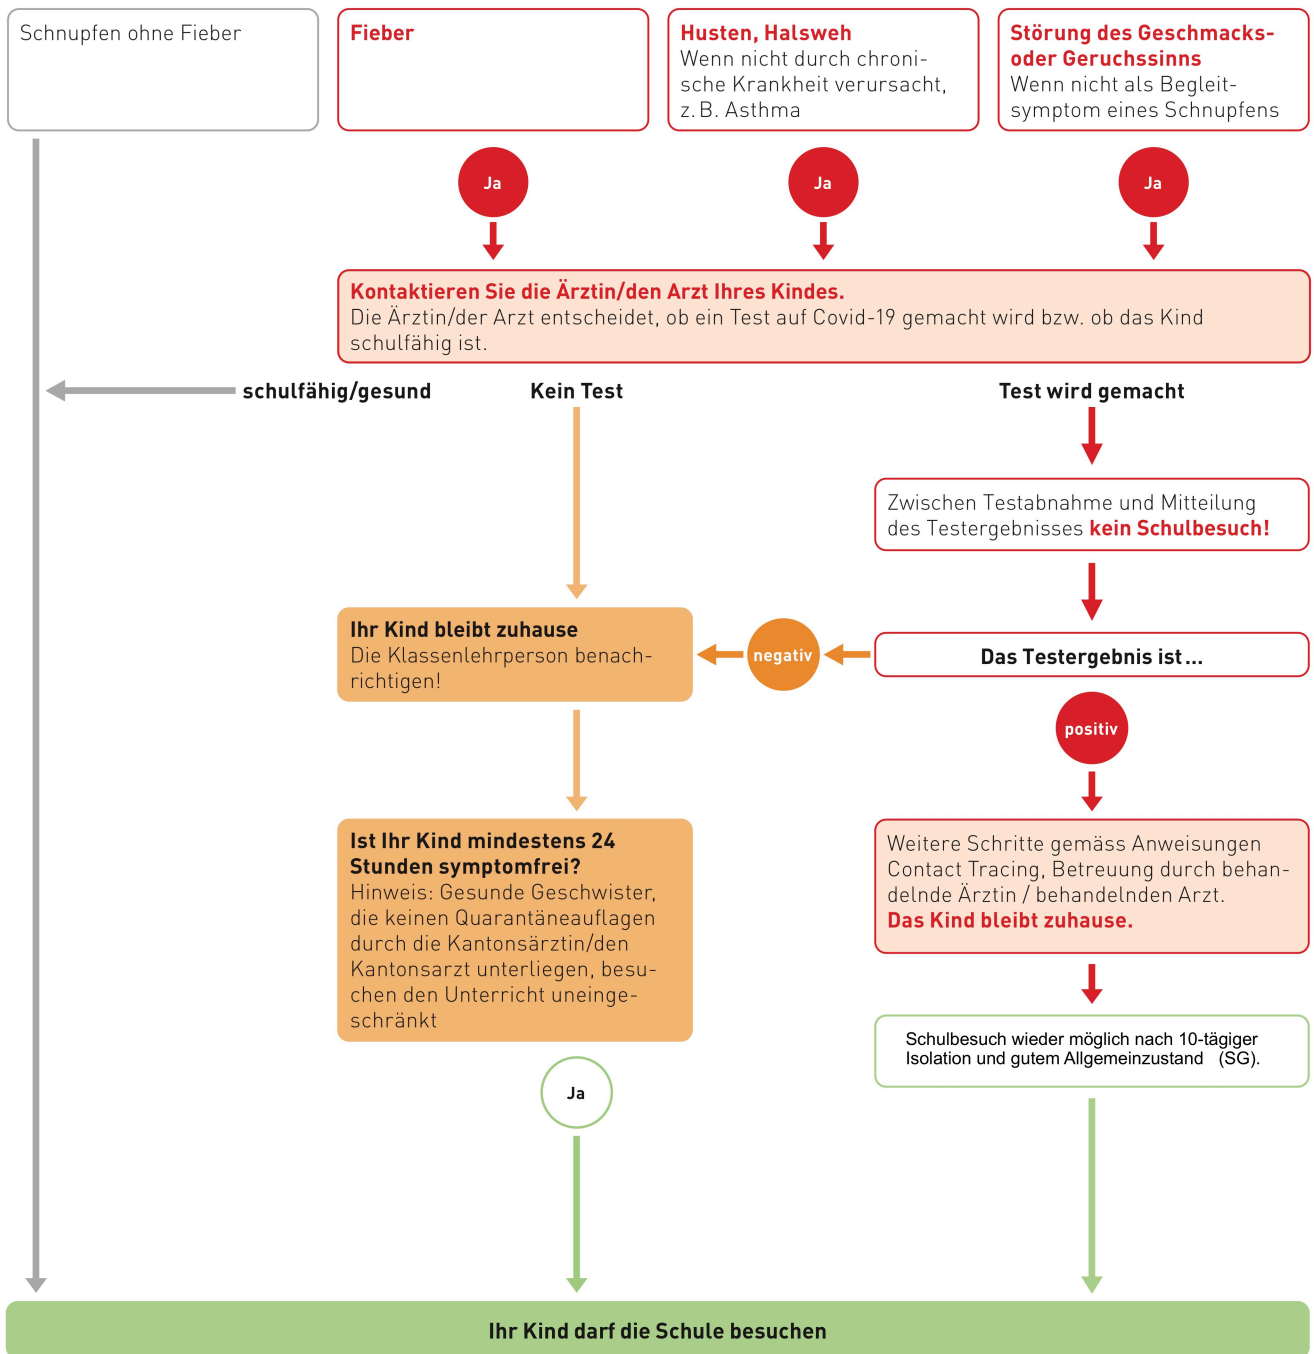 Schnupfen ohne Fieber
Fieber
Husten, Halsweh
Wenn nicht durch chroni-
sche Krankheit verursacht,
z.B. Asthma
Störung des Geschmacks-
oder Geruchssinns
Wenn nicht als Begleit-
symptom eines Schnupfens
Ja
Ja
Ja
Kontaktieren Sie die Ärztin/den Arzt Ihres Kindes.
Die Ärztin/der Arzt entscheidet, ob ein Test auf Covid-19 gemacht wird bzw. ob das Kind
schulfähig ist.
schulfähig/gesund
Kein Test
Test wird gemacht
Zwischen Testabnahme und Mitteilung
des Testergebnisses kein Schulbesuch!
Ihr Kind bleibt zuhause
Die Klassenlehrperson benach-
richtigen!
negativ
Das Testergebnis ist...
positiv
Ist Ihr Kind mindestens 24
Stunden symptomfrei?
Hinweis: Gesunde Geschwister,
die keinen Quarantäneauflagen
durch die Kantonsärztin/den
Kantonsarzt unterliegen, besu-
chen den Unterricht uneinge-
schränkt
Weitere Schritte gemäss Anweisungen
Contact Tracing, Betreuung durch behan-
delnde Ärztin / behandelnden Arzt.
Das Kind bleibt zuhause.
Schulbesuch wieder möglich nach 10-tägiger
Isolation und gutem Allgemeinzustand (SG).
Ja
Ihr Kind darf die Schule besuchen